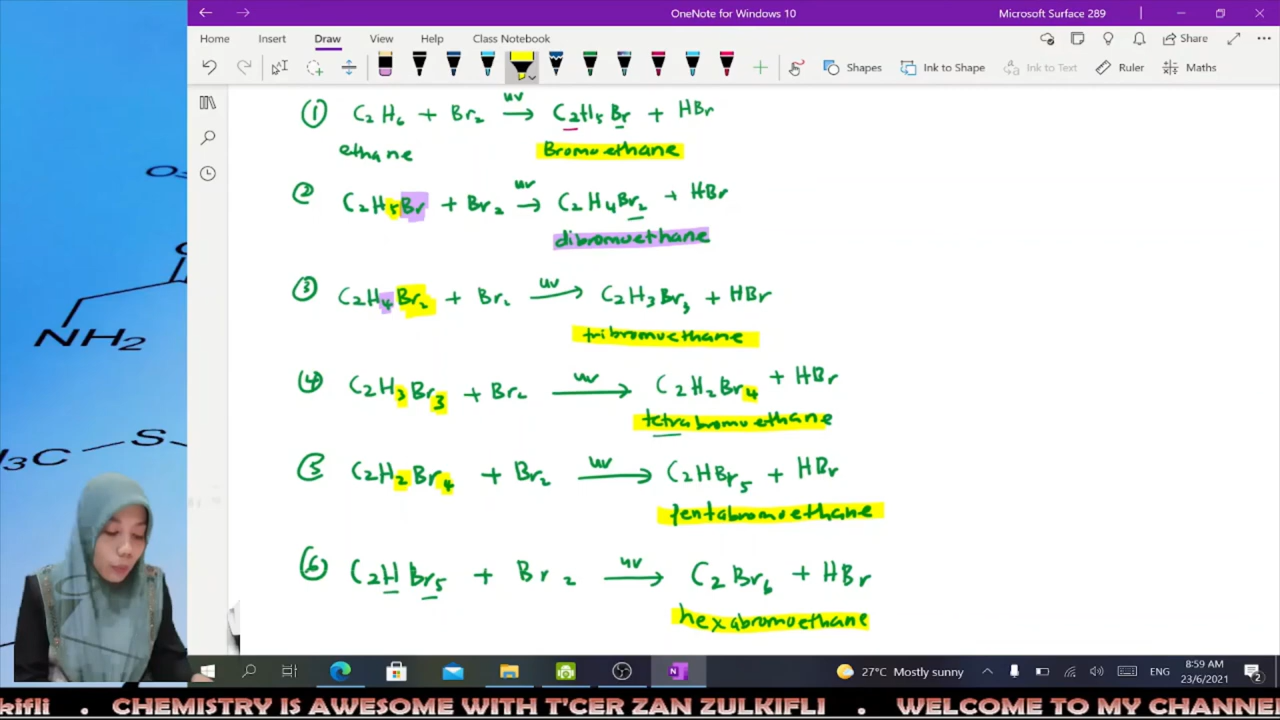 OneNote for Windows 10
Microsoft Surface 289
Home Insert Draw View Help Class Notebook
Share
Shapes Ink to Shape Ink to Text Ruler Maths
① C2H6 + Br2 uv → C2H5Br + HBr
ethane Bromoethane
② C2H5Br + Br2 uv → C2H4Br2 + HBr
dibromoethane
③ C2H4Br2 + Br2 uv → C2H3Br3 + HBr
tribromoethane
④ C2H3Br3 + Br2 uv → C2H2Br4 + HBr
tetrabromoethane
⑤ C2H2Br4 + Br2 uv → C2HBr5 + HBr
pentabromoethane
⑥ C2HBr5 + Br2 uv → C2Br6 + HBr
hexabromoethane
NH2
H3C S
27°C Mostly sunny ENG 8:59 AM
23/6/2021
2
kifli . CHEMISTRY IS AWESOME WITH T'CER ZAN ZULKIFLI . WELCOME TO MY CHANNE